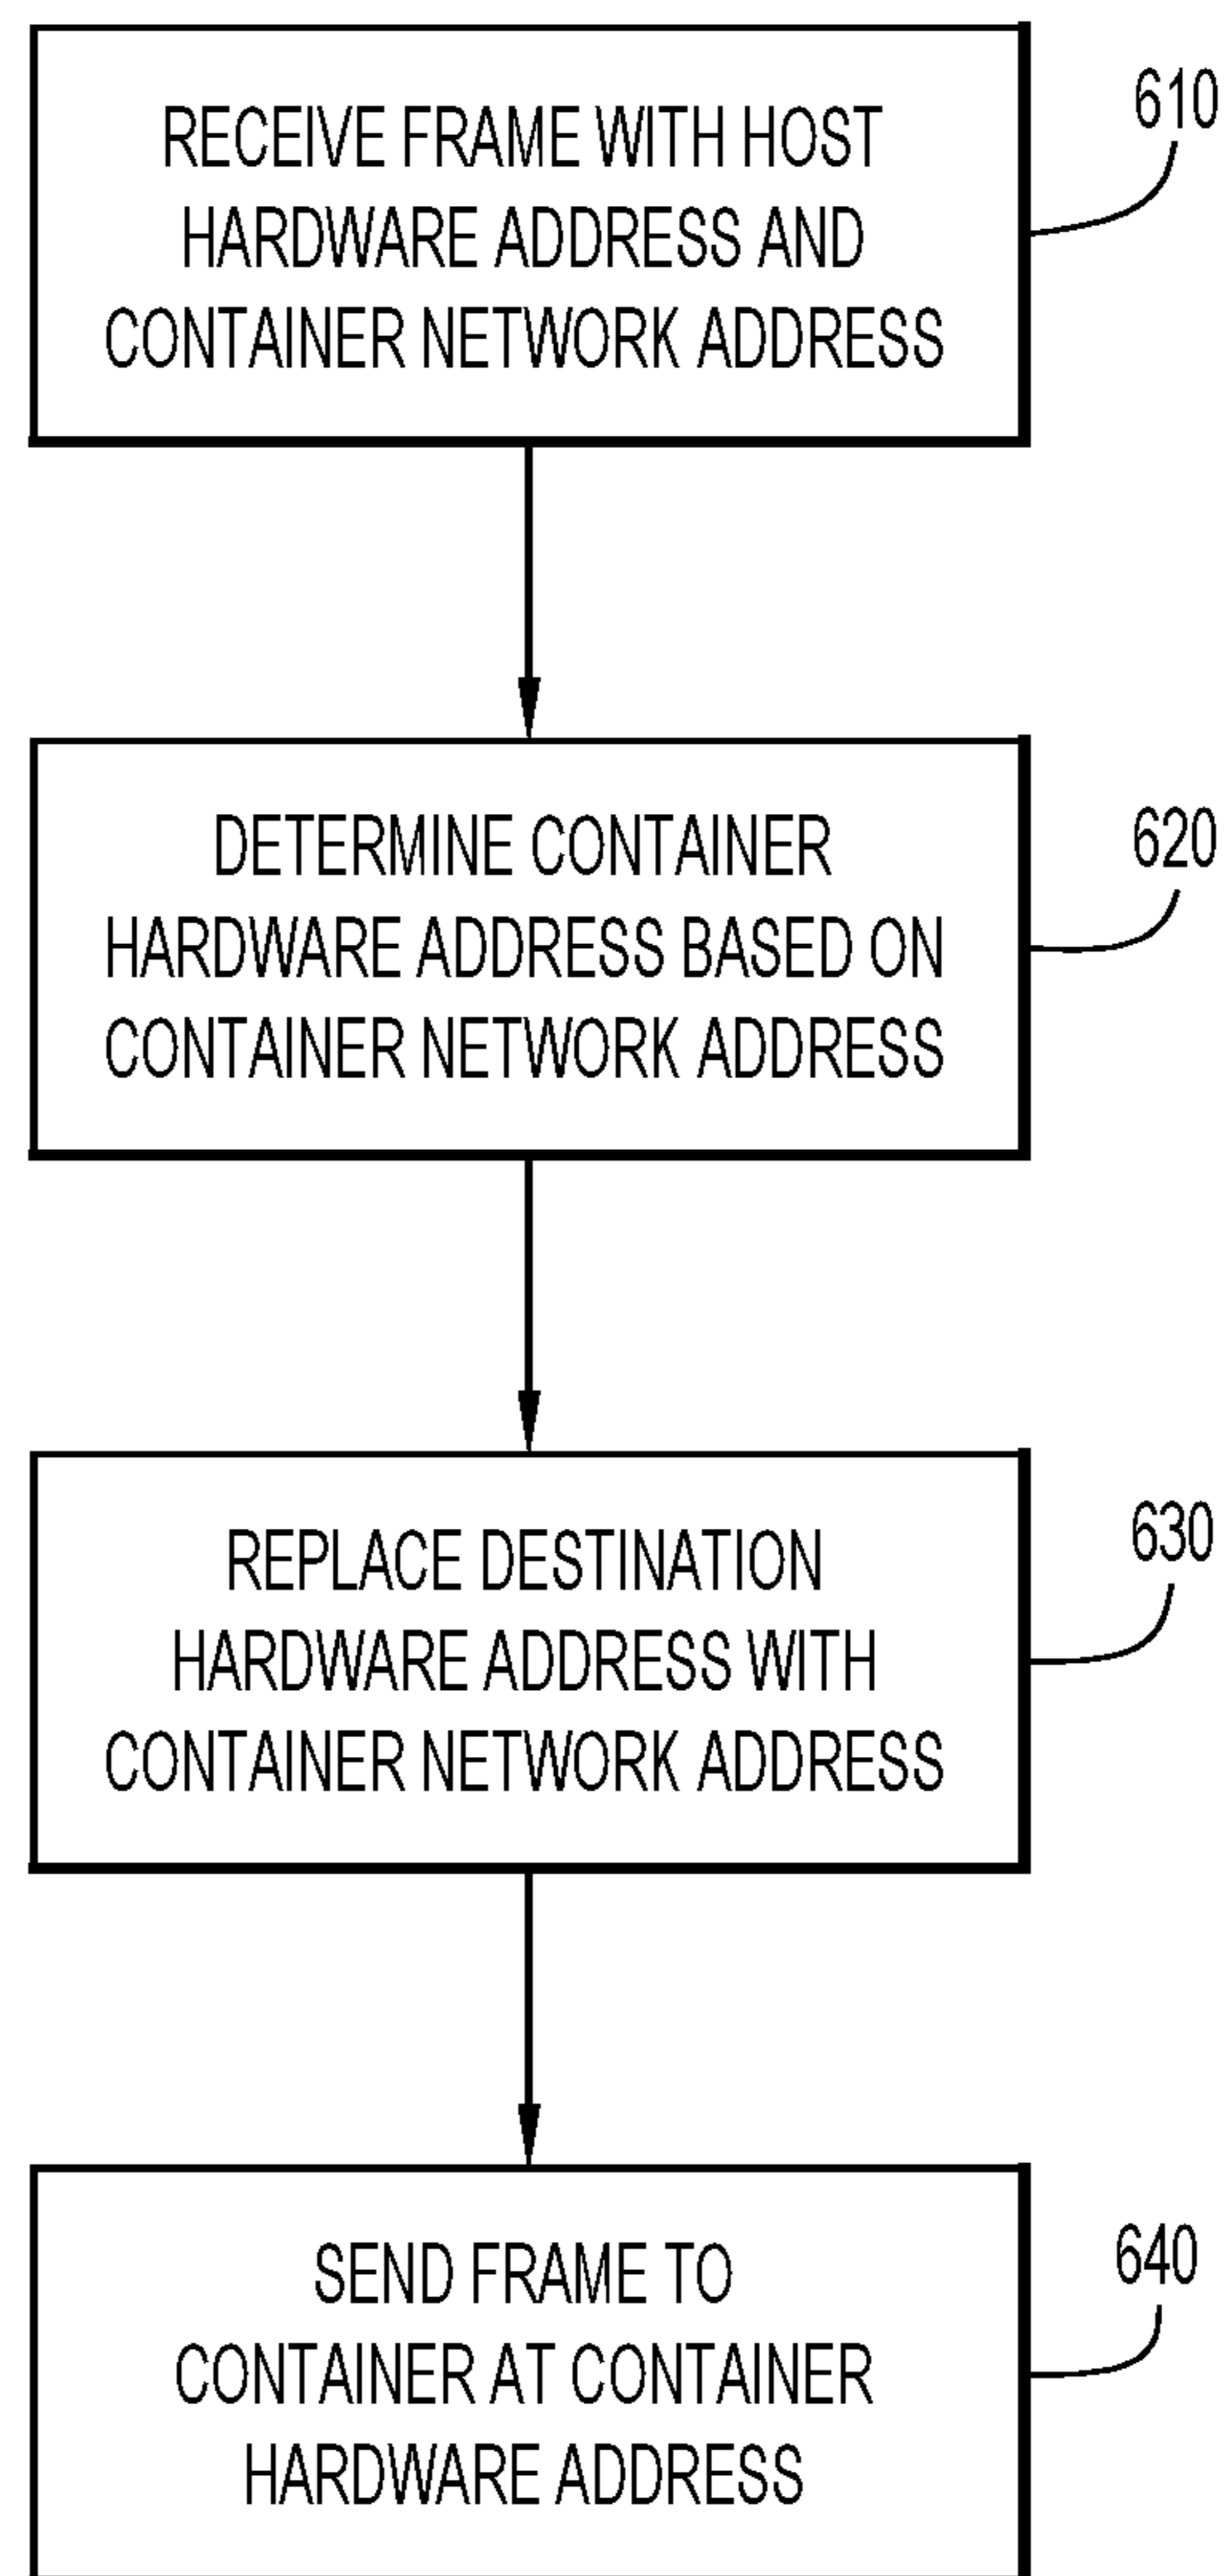 RECEIVE FRAME WITH HOST
HARDWARE ADDRESS AND
CONTAINER NETWORK ADDRESS
610
DETERMINE CONTAINER
HARDWARE ADDRESS BASED ON
CONTAINER NETWORK ADDRESS
620
REPLACE DESTINATION
HARDWARE ADDRESS WITH
CONTAINER NETWORK ADDRESS
630
SEND FRAME TO
CONTAINER AT CONTAINER
HARDWARE ADDRESS
640